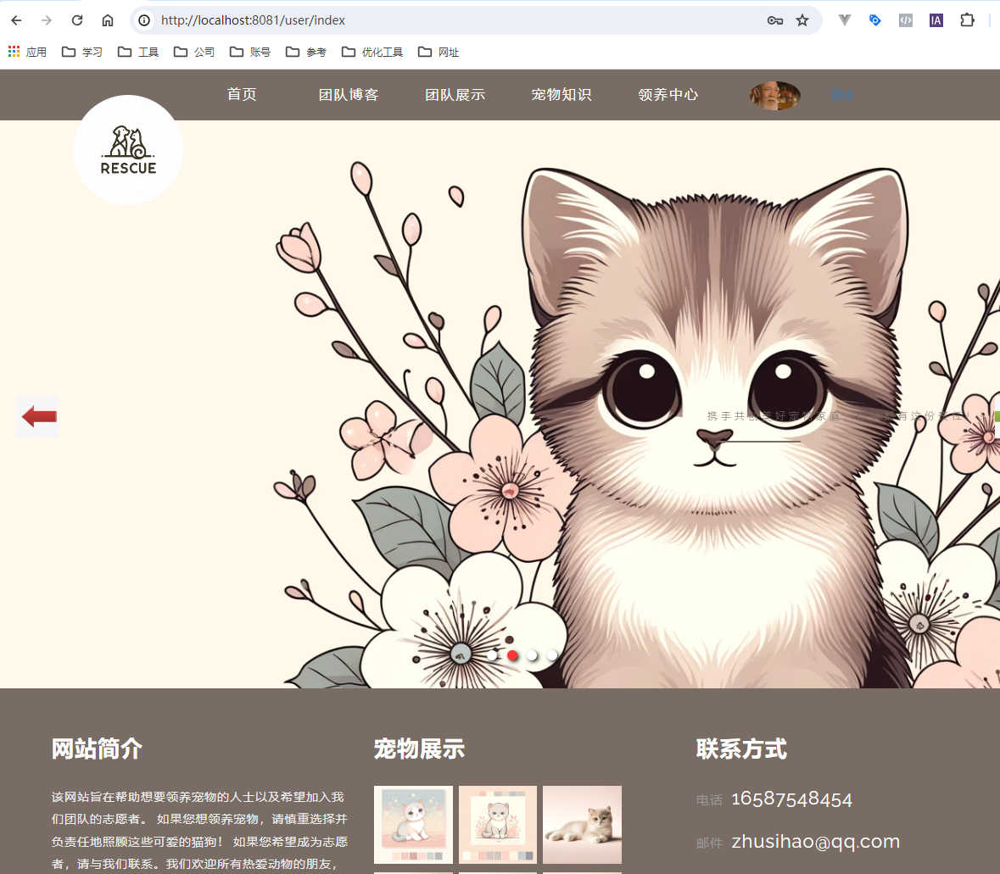 http://localhost:8081/user/index
应用 学习 工具 公司 账号 参考 优化工具 网址
首页 团队博客 团队展示 宠物知识 领养中心
RESCUE
携手共创美好宠物家庭
网站简介
该网站旨在帮助想要领养宠物的人士以及希望加入我
们团队的志愿者。 如果您想领养宠物，请慎重选择并
负责任地照顾这些可爱的猫狗！ 如果您希望成为志愿
者，请与我们联系。我们欢迎所有热爱动物的朋友，
宠物展示
联系方式
电话 16587548454
邮件 zhusihao@qq.com